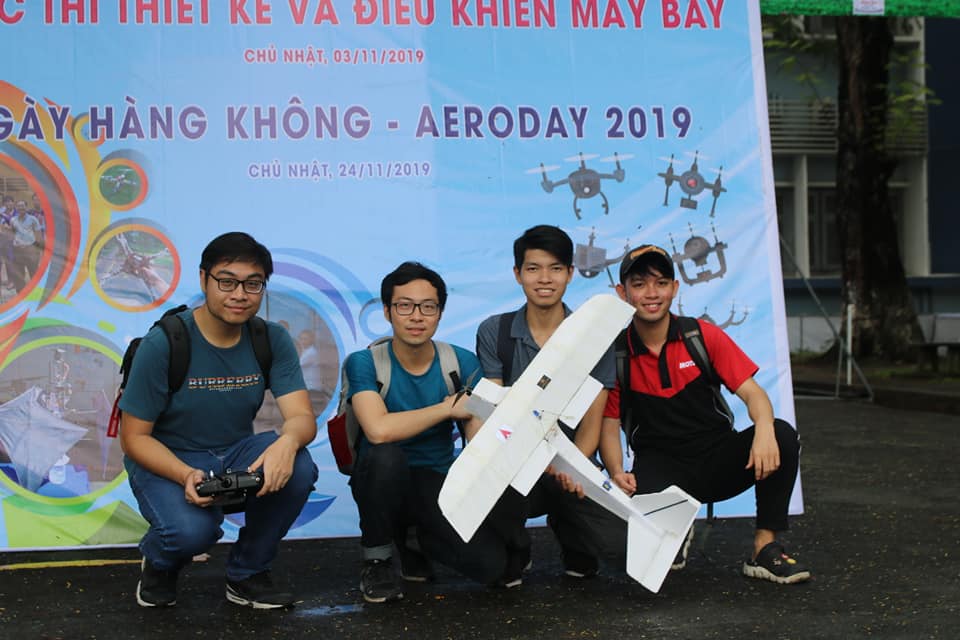 THI THIẾT KẾ VÀ ĐIỀU KHIỂN MÁY BAY
CHỦ NHẬT, 03/11/2019
GÀY HÀNG KHÔNG - AERODAY 2019
CHỦ NHẬT, 24/11/2019
BURBERRY